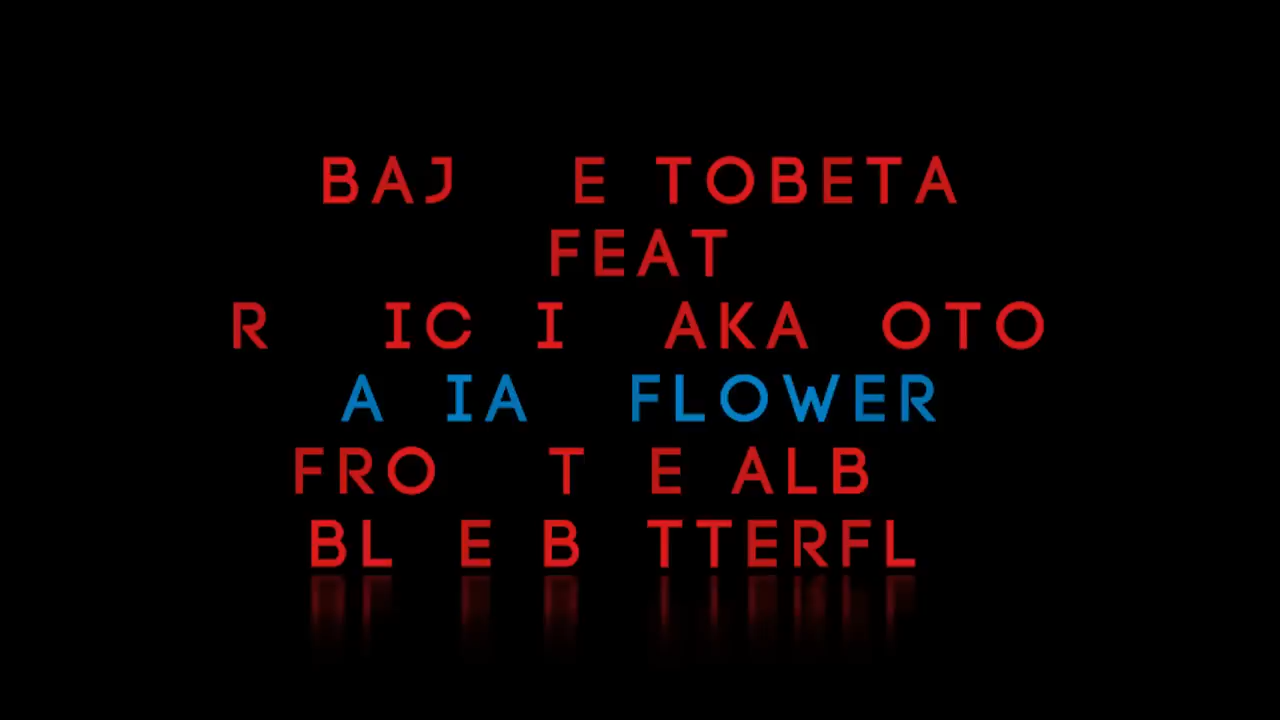 BAJ E TOBETA
FEAT
R IC I AKA OTO
A IA FLOWER
FRO T E ALB
BL E B TTERFL